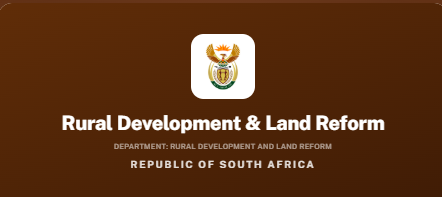 Rural Development & Land Reform
DEPARTMENT: RURAL DEVELOPMENT AND LAND REFORM
REPUBLIC OF SOUTH AFRICA